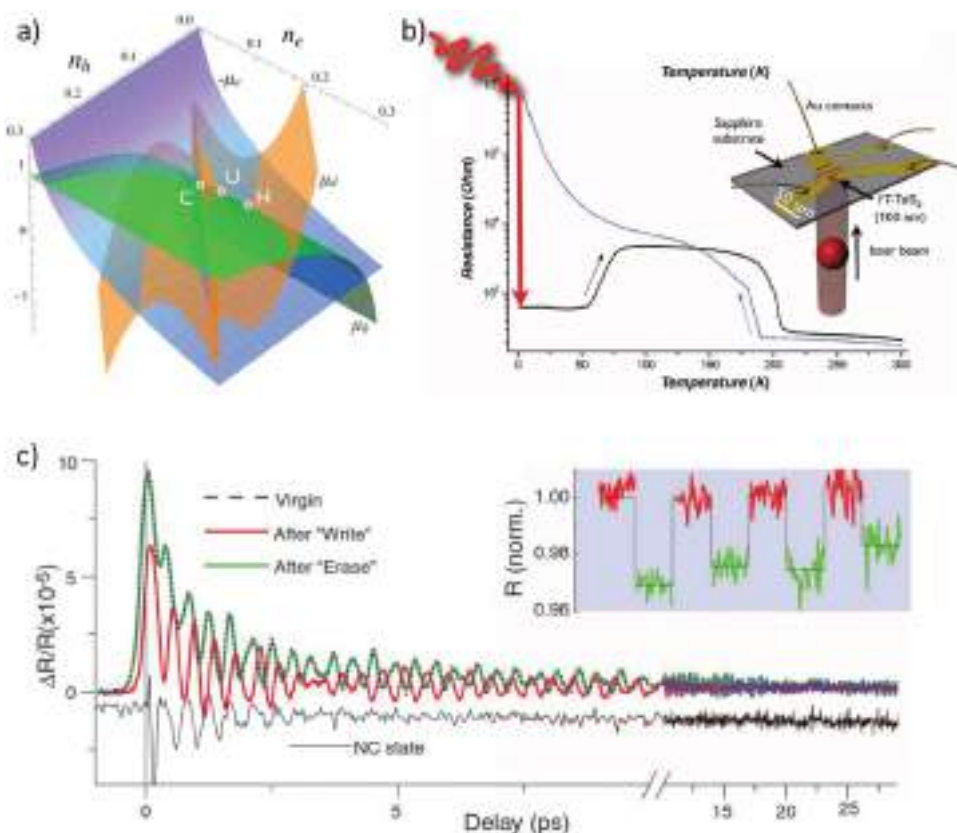 a)
n_h
n_e
0.0
0.1
0.1
0.2
0.2
0.3
0.3
-μ_e
1
0
-1
C
U
H
b)
Temperature (K)
Au contacts
Sapphire
substrate
1T-TaS₂
(100 nm)
laser beam
Resistance (Ohm)
0
50
100
150
200
250
300
Temperature (K)
c)
10
5
0
ΔR/R(x10⁻⁵)
Virgin
After "Write"
After "Erase"
NC state
R (norm.)
1.00
0.98
0.96
0
5
15
20
25
Delay (ps)